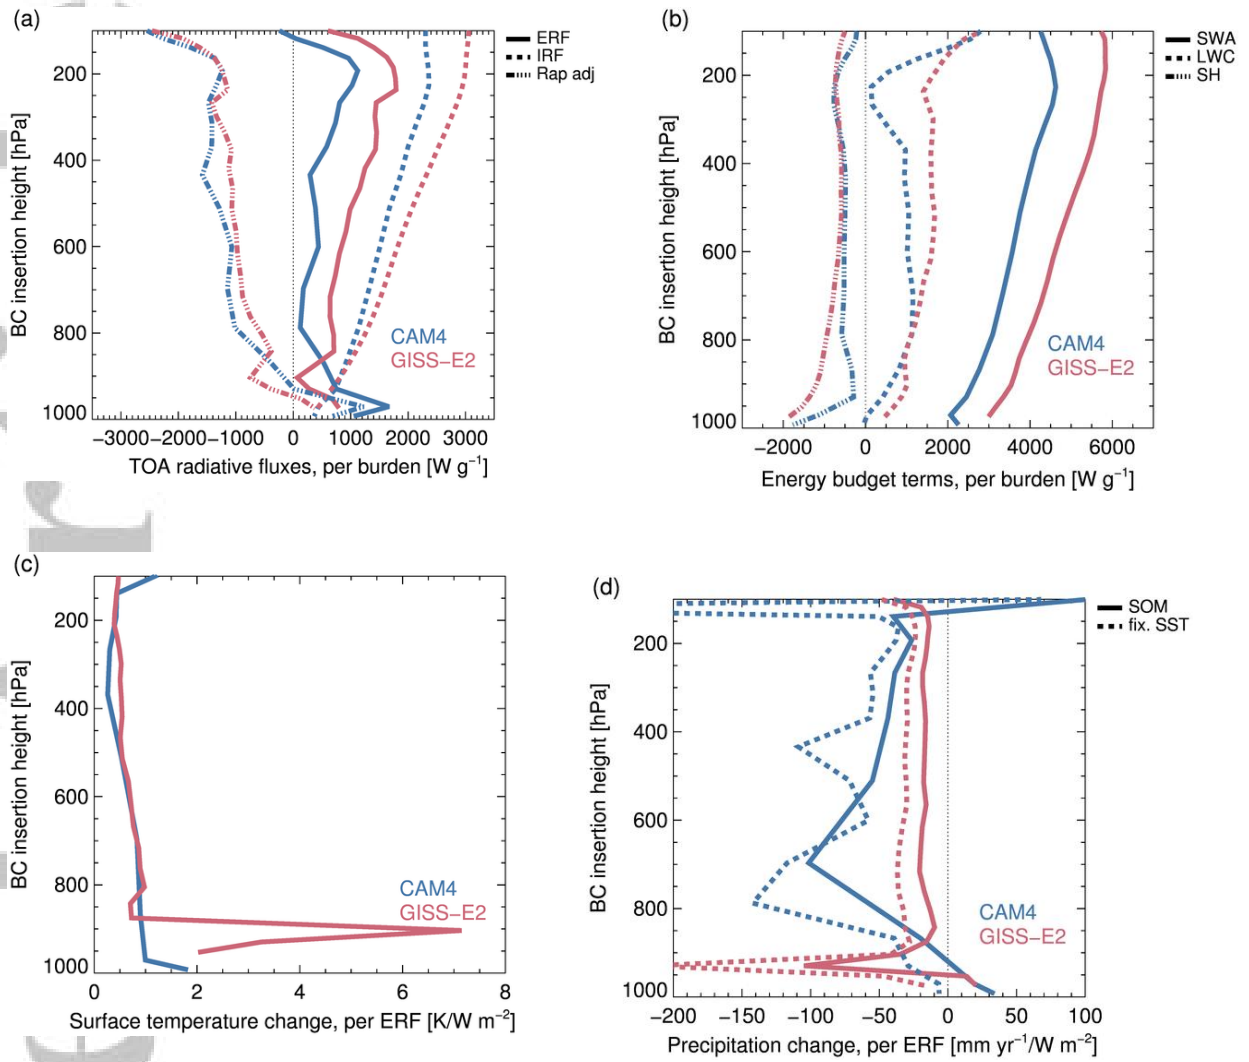 (a)
ERF
IRF
Rap adj
200
400
600
800
1000
BC insertion height [hPa]
CAM4
GISS−E2
−3000 −2000 −1000 0 1000 2000 3000
TOA radiative fluxes, per burden [W g⁻¹]
(b)
SWA
LWC
SH
200
400
600
800
1000
BC insertion height [hPa]
CAM4
GISS−E2
−2000 0 2000 4000 6000
Energy budget terms, per burden [W g⁻¹]
(c)
200
400
600
800
1000
BC insertion height [hPa]
CAM4
GISS−E2
0 2 4 6 8
Surface temperature change, per ERF [K/W m⁻²]
(d)
SOM
fix. SST
200
400
600
800
1000
BC insertion height [hPa]
CAM4
GISS−E2
−200 −150 −100 −50 0 50 100
Precipitation change, per ERF [mm yr⁻¹/W m⁻²]